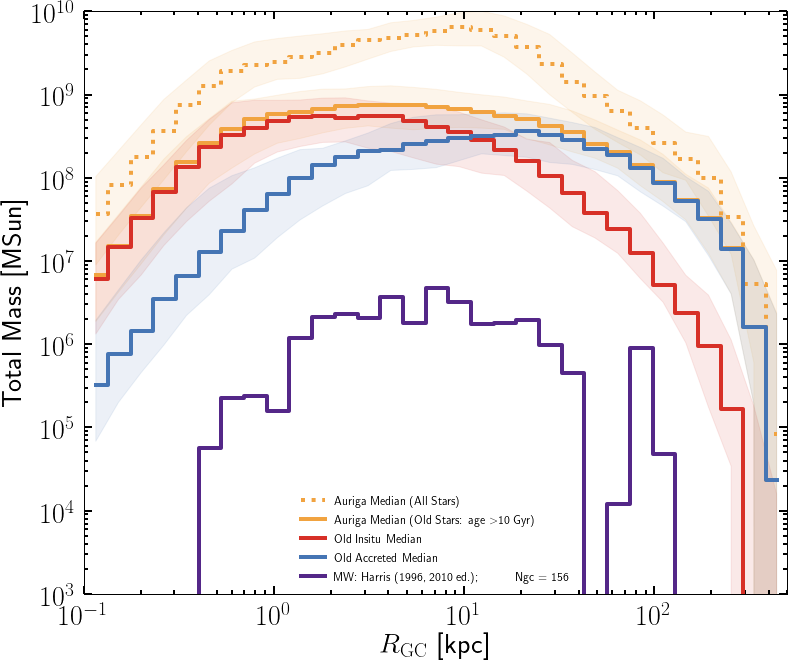 10^10
10^9
10^8
10^7
10^6
10^5
10^4
10^3
Total Mass [MSun]
Auriga Median (All Stars)
Auriga Median (Old Stars: age >10 Gyr)
Old Insitu Median
Old Accreted Median
MW: Harris (1996, 2010 ed.); Ngc = 156
10^-1 10^0 10^1 10^2
R_GC [kpc]